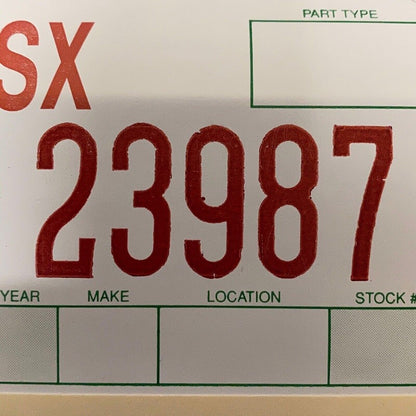 PART TYPE
SX
23987
YEAR MAKE LOCATION STOCK #